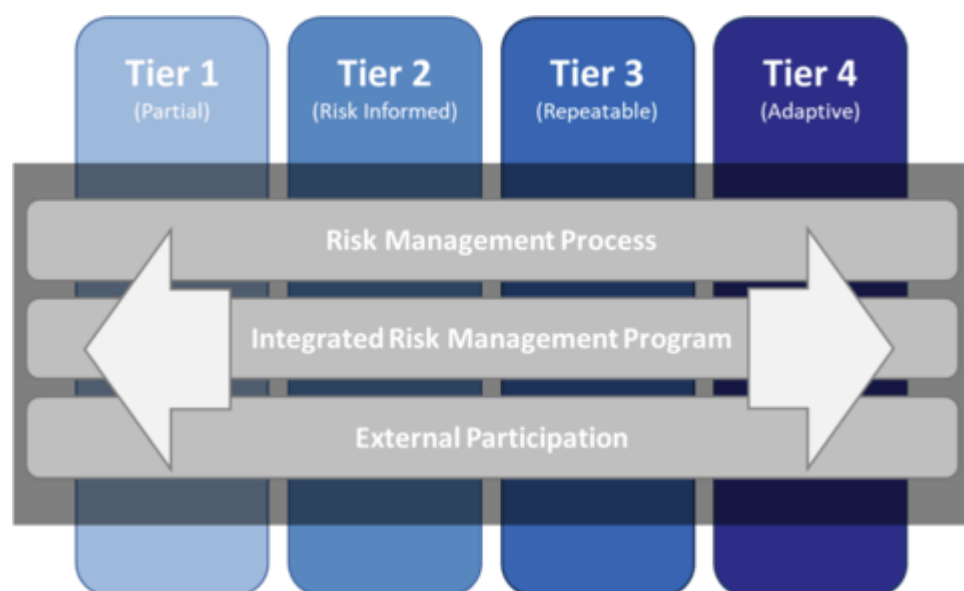 Tier 1
(Partial)
Tier 2
(Risk Informed)
Tier 3
(Repeatable)
Tier 4
(Adaptive)
Risk Management Process
Integrated Risk Management Program
External Participation